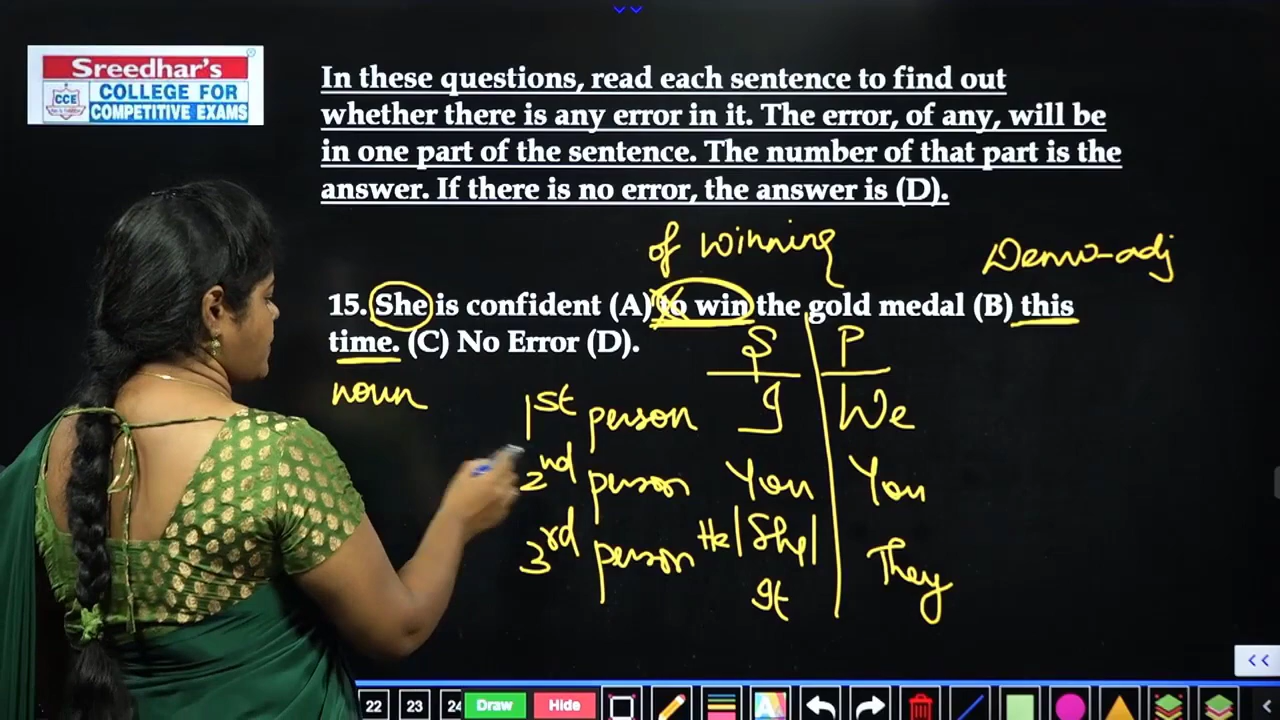 Sreedhar's
CCE
COLLEGE FOR
COMPETITIVE EXAMS
In these questions, read each sentence to find out
whether there is any error in it. The error, of any, will be
in one part of the sentence. The number of that part is the
answer. If there is no error, the answer is (D).
of winning
Demo-adj
15. She is confident (A) to win the gold medal (B) this
time. (C) No Error (D).
noun
S P
1st person I We
2nd person You You
3rd person He|She|
It They
<<
22 23 24 Draw Hide